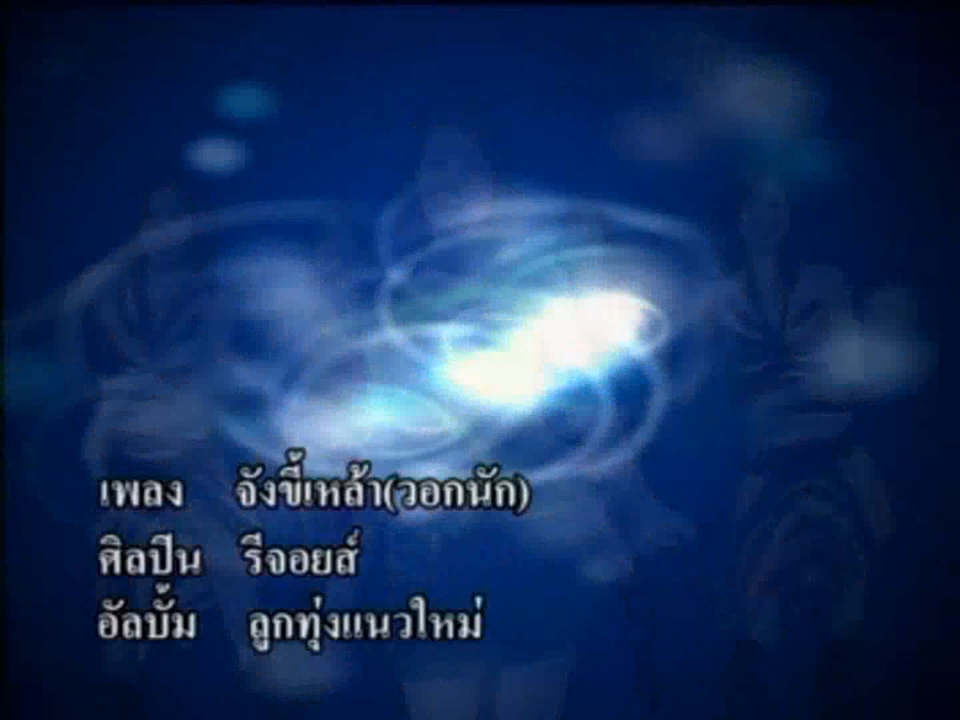 เพลง จังขี้เหล้า(วอกนัก)
ศิลปิน รีจอยส์
อัลบั้ม ลูกทุ่งแนวใหม่